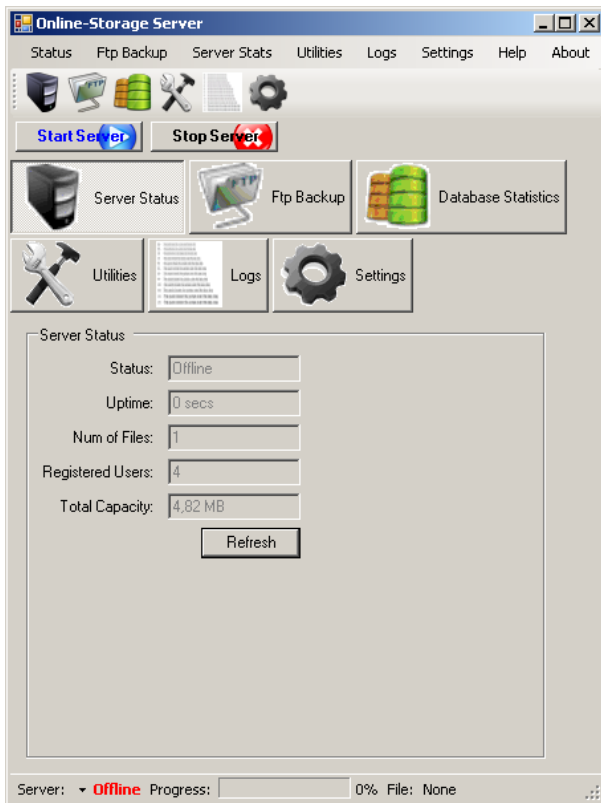 Online-Storage Server
Status Ftp Backup Server Stats Utilities Logs Settings Help About
FTP
Start Server Stop Server
Server Status FTP Ftp Backup Database Statistics
Utilities Logs Settings
Server Status
Status: Offline
Uptime: 0 secs
Num of Files: 1
Registered Users: 4
Total Capacity: 4,82 MB
Refresh
Server: Offline Progress: 0% File: None